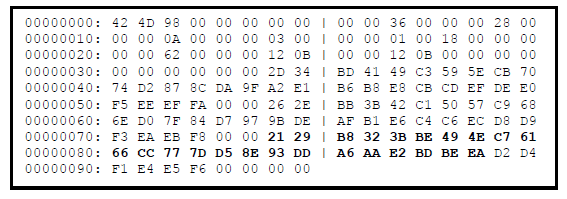 00000000: 42 4D 98 00 00 00 00 00 | 00 00 36 00 00 00 28 00
00000010: 00 00 0A 00 00 00 03 00 | 00 00 01 00 18 00 00 00
00000020: 00 00 62 00 00 00 12 0B | 00 00 12 0B 00 00 00 00
00000030: 00 00 00 00 00 00 2D 34 | BD 41 49 C3 59 5E CB 70
00000040: 74 D2 87 8C DA 9F A2 E1 | B6 B8 E8 CB CD EF DE E0
00000050: F5 EE EF FA 00 00 26 2E | BB 3B 42 C1 50 57 C9 68
00000060: 6E D0 7F 84 D7 97 9B DE | AF B1 E6 C4 C6 EC D8 D9
00000070: F3 EA EB F8 00 00 21 29 | B8 32 3B BE 49 4E C7 61
00000080: 66 CC 77 7D D5 8E 93 DD | A6 AA E2 BD BE EA D2 D4
00000090: F1 E4 E5 F6 00 00 00 00